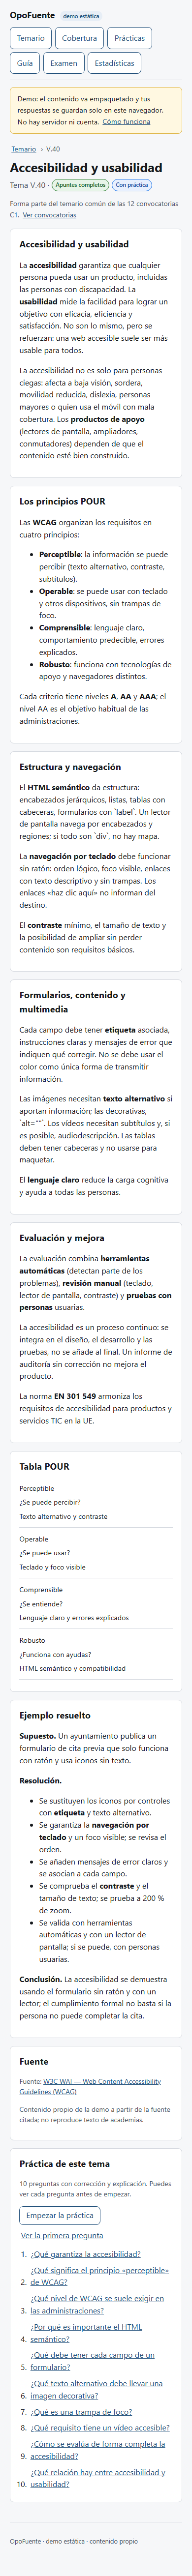 OpoFuente demo estática
Temario Cobertura Prácticas
Guía Examen Estadísticas
Demo: el contenido va empaquetado y tus
respuestas se guardan solo en este navegador.
No hay servidor ni cuenta. Cómo funciona
Temario › V.40
Accesibilidad y usabilidad
Tema V.40 · Apuntes completos Con práctica
Forma parte del temario común de las 12 convocatorias
C1. Ver convocatorias
Accesibilidad y usabilidad
La accesibilidad garantiza que cualquier
persona pueda usar un producto, incluidas
las personas con discapacidad. La
usabilidad mide la facilidad para lograr un
objetivo con eficacia, eficiencia y
satisfacción. No son lo mismo, pero se
refuerzan: una web accesible suele ser más
usable para todos.
La accesibilidad no es solo para personas
ciegas: afecta a baja visión, sordera,
movilidad reducida, dislexia, personas
mayores o quien usa el móvil con mala
cobertura. Los productos de apoyo
(lectores de pantalla, ampliadores,
conmutadores) dependen de que el
contenido esté bien construido.
Los principios POUR
Las WCAG organizan los requisitos en
cuatro principios:
• Perceptible: la información se puede
percibir (texto alternativo, contraste,
subtítulos).
• Operable: se puede usar con teclado
y otros dispositivos, sin trampas de
foco.
• Comprensible: lenguaje claro,
comportamiento predecible, errores
explicados.
• Robusto: funciona con tecnologías de
apoyo y navegadores distintos.
Cada criterio tiene niveles A, AA y AAA; el
nivel AA es el objetivo habitual de las
administraciones.
Estructura y navegación
El HTML semántico da estructura:
encabezados jerárquicos, listas, tablas con
cabeceras, formularios con `label`. Un lector
de pantalla navega por encabezados y
regiones; si todo son `div`, no hay mapa.
La navegación por teclado debe funcionar
sin ratón: orden lógico, foco visible, enlaces
con texto descriptivo y sin trampas. Los
enlaces «haz clic aquí» no informan del
destino.
El contraste mínimo, el tamaño de texto y
la posibilidad de ampliar sin perder
contenido son requisitos básicos.
Formularios, contenido y
multimedia
Cada campo debe tener etiqueta asociada,
instrucciones claras y mensajes de error que
indiquen qué corregir. No se debe usar el
color como única forma de transmitir
información.
Las imágenes necesitan texto alternativo si
aportan información; las decorativas,
`alt=""`. Los vídeos necesitan subtítulos y, si
es posible, audiodescripción. Las tablas
deben tener cabeceras y no usarse para
maquetar.
El lenguaje claro reduce la carga cognitiva
y ayuda a todas las personas.
Evaluación y mejora
La evaluación combina herramientas
automáticas (detectan parte de los
problemas), revisión manual (teclado,
lector de pantalla, contraste) y pruebas con
personas usuarias.
La accesibilidad es un proceso continuo: se
integra en el diseño, el desarrollo y las
pruebas, no se añade al final. Un informe de
auditoría sin corrección no mejora el
producto.
La norma EN 301 549 armoniza los
requisitos de accesibilidad para productos y
servicios TIC en la UE.
Tabla POUR
Perceptible
¿Se puede percibir?
Texto alternativo y contraste
Operable
¿Se puede usar?
Teclado y foco visible
Comprensible
¿Se entiende?
Lenguaje claro y errores explicados
Robusto
¿Funciona con ayudas?
HTML semántico y compatibilidad
Ejemplo resuelto
Supuesto. Un ayuntamiento publica un
formulario de cita previa que solo funciona
con ratón y usa iconos sin texto.
Resolución.
• Se sustituyen los iconos por controles
con etiqueta y texto alternativo.
• Se garantiza la navegación por
teclado y un foco visible; se revisa el
orden.
• Se añaden mensajes de error claros y
se asocian a cada campo.
• Se comprueba el contraste y el
tamaño de texto; se prueba a 200 %
de zoom.
• Se valida con herramientas
automáticas y con un lector de
pantalla; si se puede, con personas
usuarias.
Conclusión. La accesibilidad se demuestra
usando el formulario sin ratón y con un
lector; el cumplimiento formal no basta si la
persona no puede completar la cita.
Fuente
Fuente: W3C WAI — Web Content Accessibility
Guidelines (WCAG)
Contenido propio de la demo a partir de la fuente
citada; no reproduce texto de academias.
Práctica de este tema
10 preguntas con corrección y explicación. Puedes
ver cada pregunta antes de empezar.
Empezar la práctica
Ver la primera pregunta
1. ¿Qué garantiza la accesibilidad?
2. ¿Qué significa el principio «perceptible»
de WCAG?
3. ¿Qué nivel de WCAG se suele exigir en
las administraciones?
4. ¿Por qué es importante el HTML
semántico?
5. ¿Qué debe tener cada campo de un
formulario?
6. ¿Qué texto alternativo debe llevar una
imagen decorativa?
7. ¿Qué es una trampa de foco?
8. ¿Qué requisito tiene un vídeo accesible?
9. ¿Cómo se evalúa de forma completa la
accesibilidad?
10. ¿Qué relación hay entre accesibilidad y
usabilidad?
OpoFuente · demo estática · contenido propio